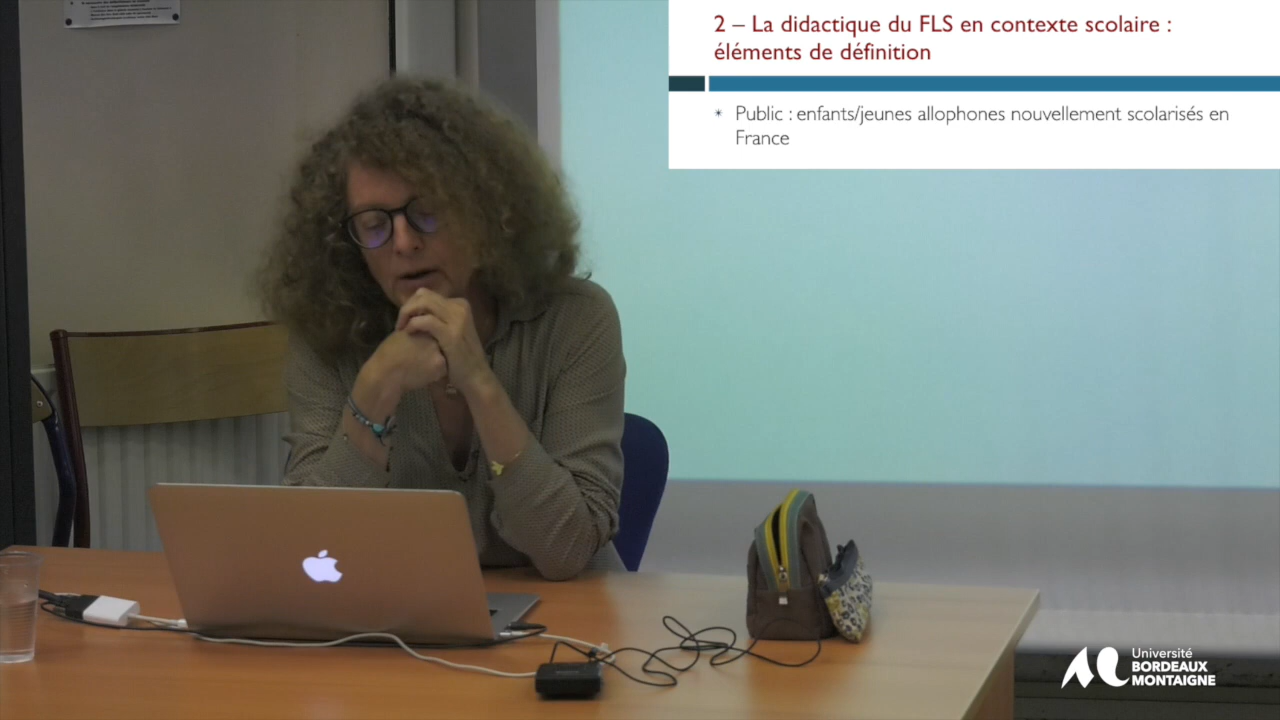 2 – La didactique du FLS en contexte scolaire :
éléments de définition
* Public : enfants/jeunes allophones nouvellement scolarisés en
France
Université
BORDEAUX
MONTAIGNE